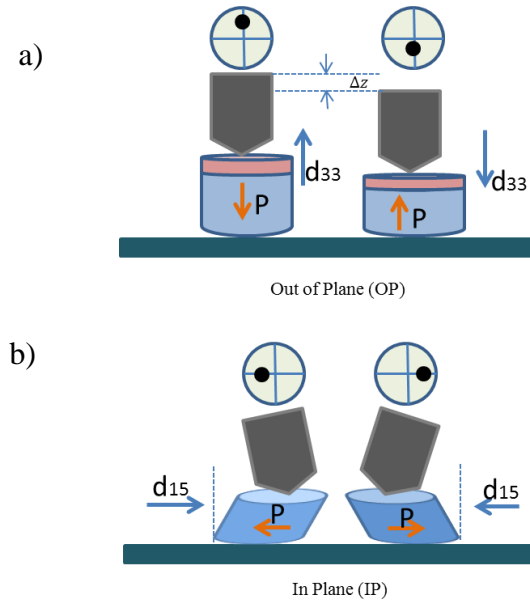 a)
Δz
d33
d33
P
P
Out of Plane (OP)
b)
d15
d15
P
P
In Plane (IP)